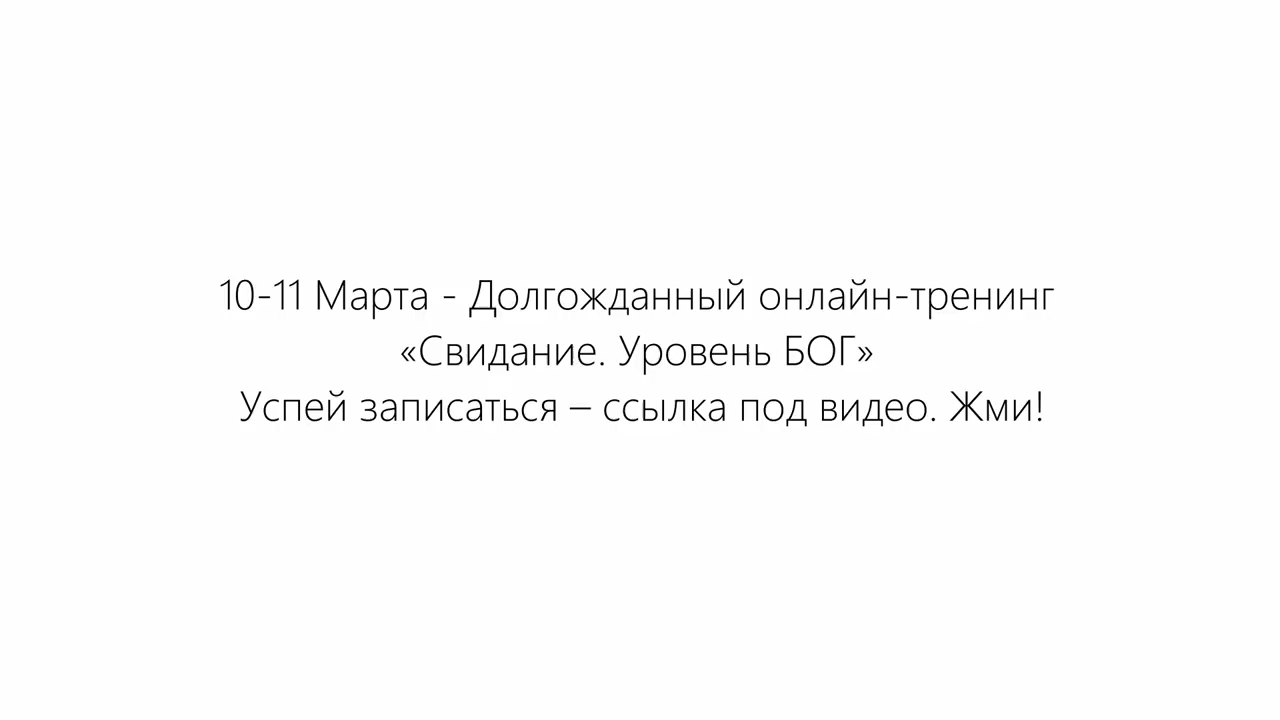 10-11 Марта - Долгожданный онлайн-тренинг
«Свидание. Уровень БОГ»
Успей записаться – ссылка под видео. Жми!